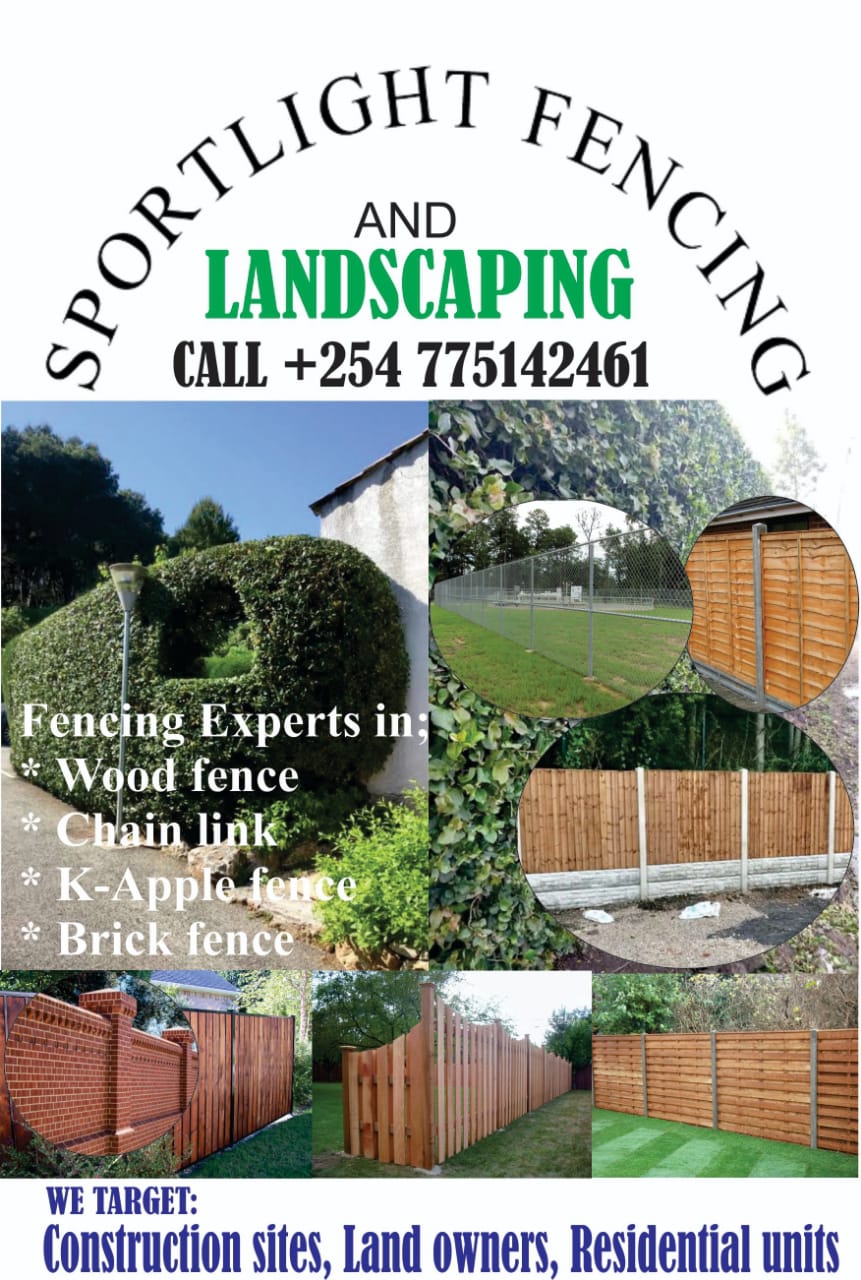 SPORTLIGHT FENCING
AND
LANDSCAPING
CALL +254 775142461
Fencing Experts in;
* Wood fence
* Chain link
* K-Apple fence
* Brick fence
WE TARGET:
Construction sites, Land owners, Residential units